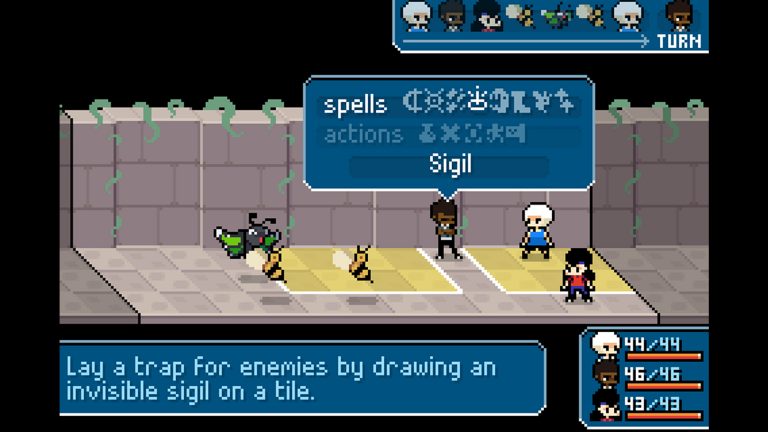 TURN
spells
actions
Sigil
Lay a trap for enemies by drawing an
invisible sigil on a tile.
44/44
46/46
43/43